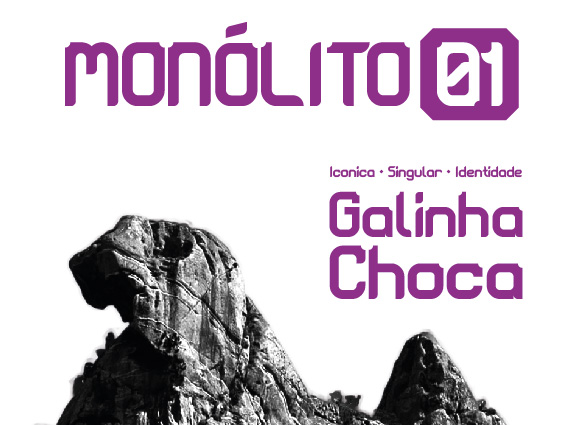 MONÓLITO 01
Iconica • Singular • Identidade
Galinha
Choca